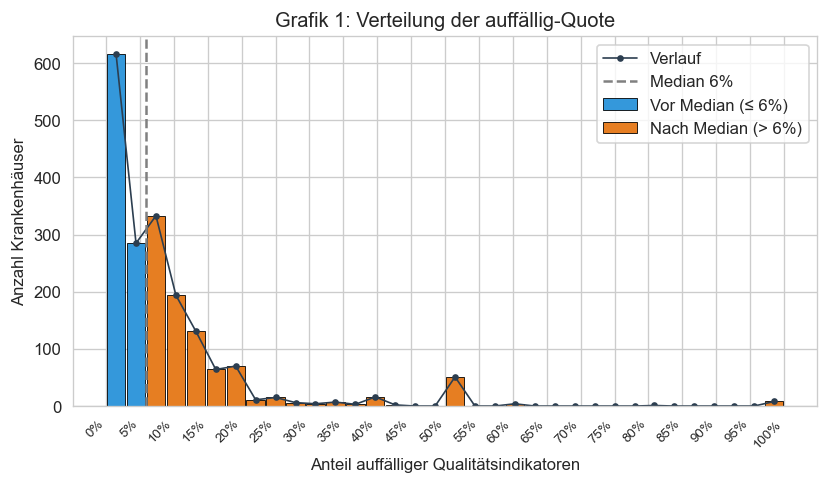 Grafik 1: Verteilung der auffällig-Quote
Verlauf
Median 6%
Vor Median (≤ 6%)
Nach Median (> 6%)
Anzahl Krankenhäuser
600
500
400
300
200
100
0
0% 5% 10% 15% 20% 25% 30% 35% 40% 45% 50% 55% 60% 65% 70% 75% 80% 85% 90% 95% 100%
Anteil auffälliger Qualitätsindikatoren